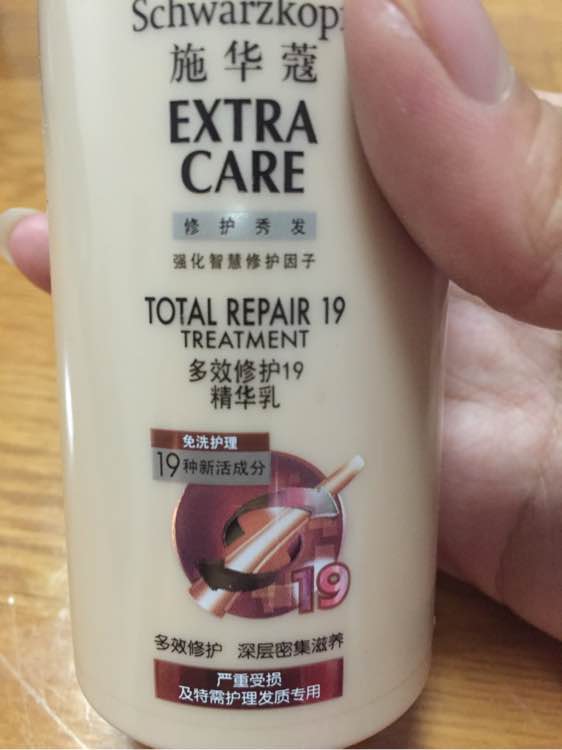 Schwarzkopf
施华蔻
EXTRA
CARE
修护秀发
强化智慧修护因子
TOTAL REPAIR 19
TREATMENT
多效修护19
精华乳
免洗护理
19种新活成分
19
多效修护 深层密集滋养
严重受损
及特需护理发质专用